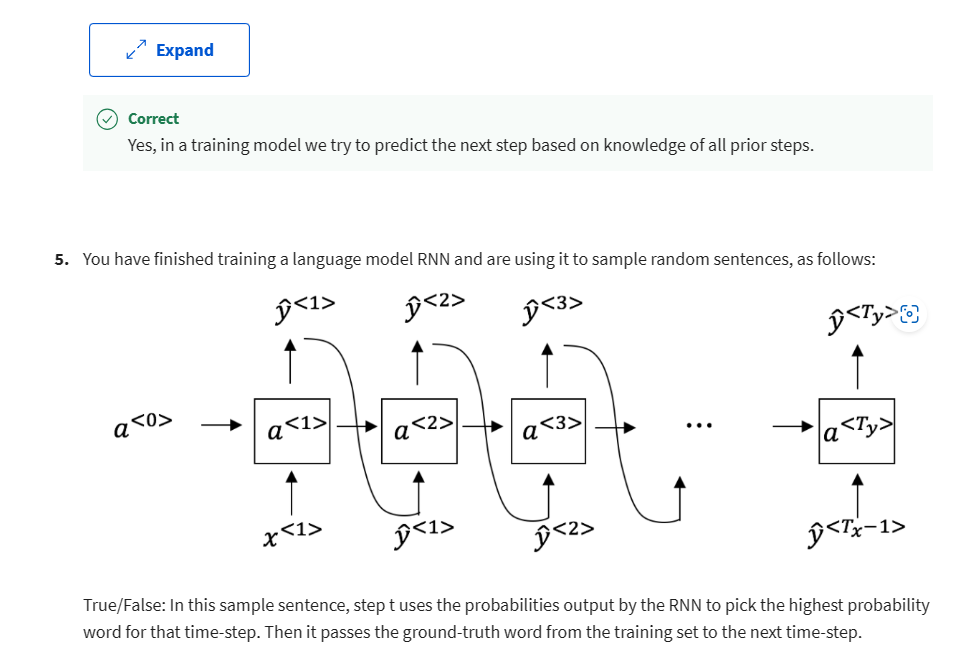 Expand
Correct
Yes, in a training model we try to predict the next step based on knowledge of all prior steps.
5. You have finished training a language model RNN and are using it to sample random sentences, as follows:
ŷ<1> ŷ<2> ŷ<3> ŷ<Ty>
a<0> a<1> a<2> a<3> ... a<Ty>
x<1> ŷ<1> ŷ<2> ŷ<Tx−1>
True/False: In this sample sentence, step t uses the probabilities output by the RNN to pick the highest probability
word for that time-step. Then it passes the ground-truth word from the training set to the next time-step.